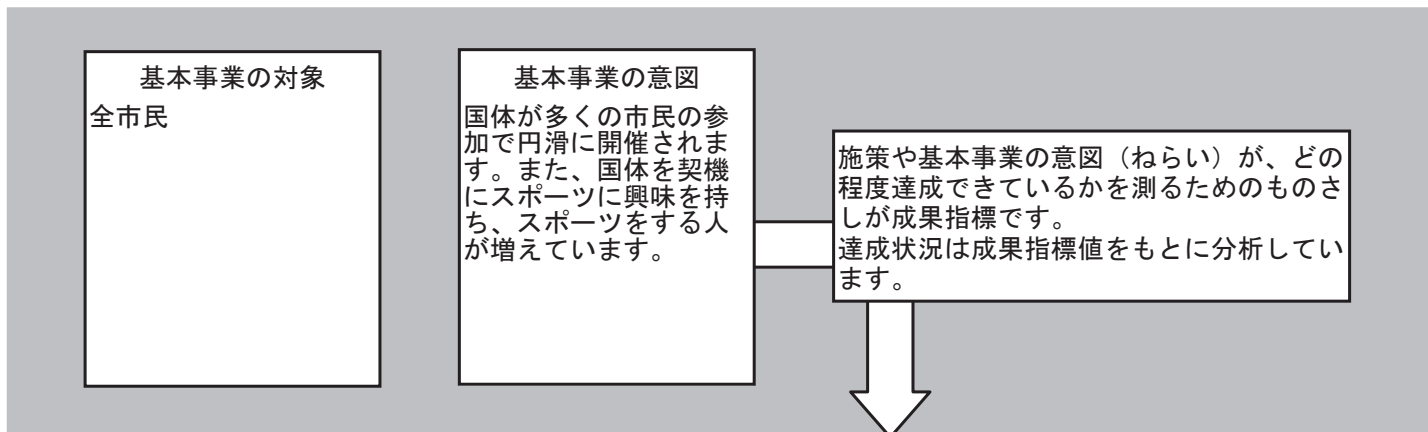 基本事業の対象
全市民
基本事業の意図
国体が多くの市民の参
加で円滑に開催されま
す。また、国体を契機
にスポーツに興味を持
ち、スポーツをする人
が増えています。
施策や基本事業の意図（ねらい）が、どの
程度達成できているかを測るためのものさ
しが成果指標です。
達成状況は成果指標値をもとに分析してい
ます。